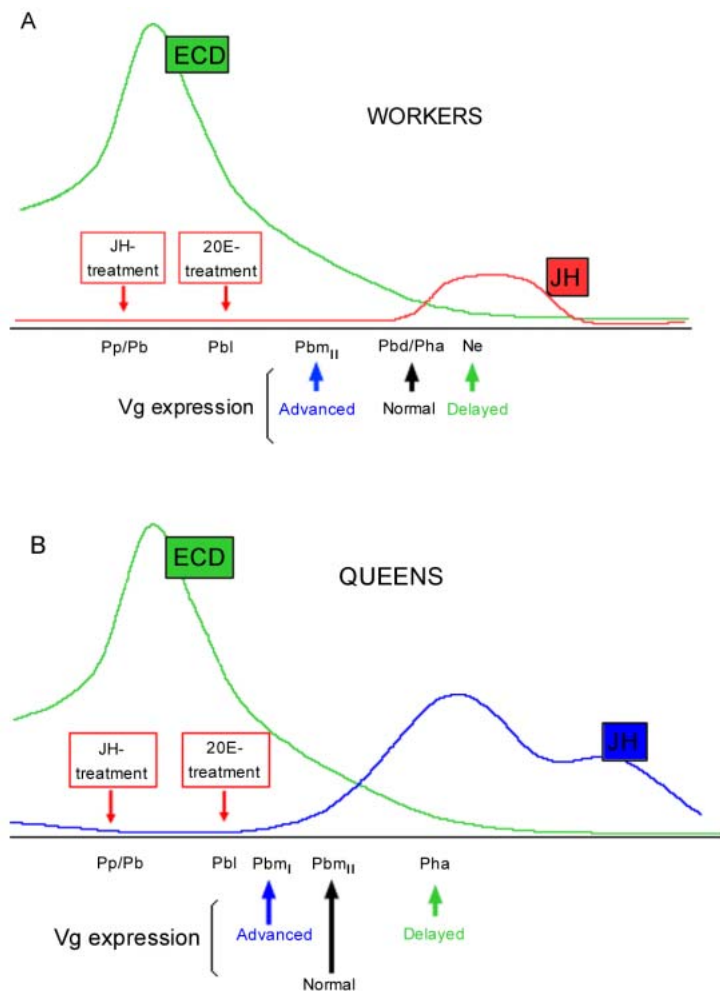 A
ECD
WORKERS
JH-
treatment
20E-
treatment
JH
Pp/Pb Pbl PbmII Pbd/Pha Ne
Vg expression
Advanced Normal Delayed
B
ECD
QUEENS
JH-
treatment
20E-
treatment
JH
Pp/Pb Pbl PbmI PbmII Pha
Vg expression
Advanced Delayed
Normal